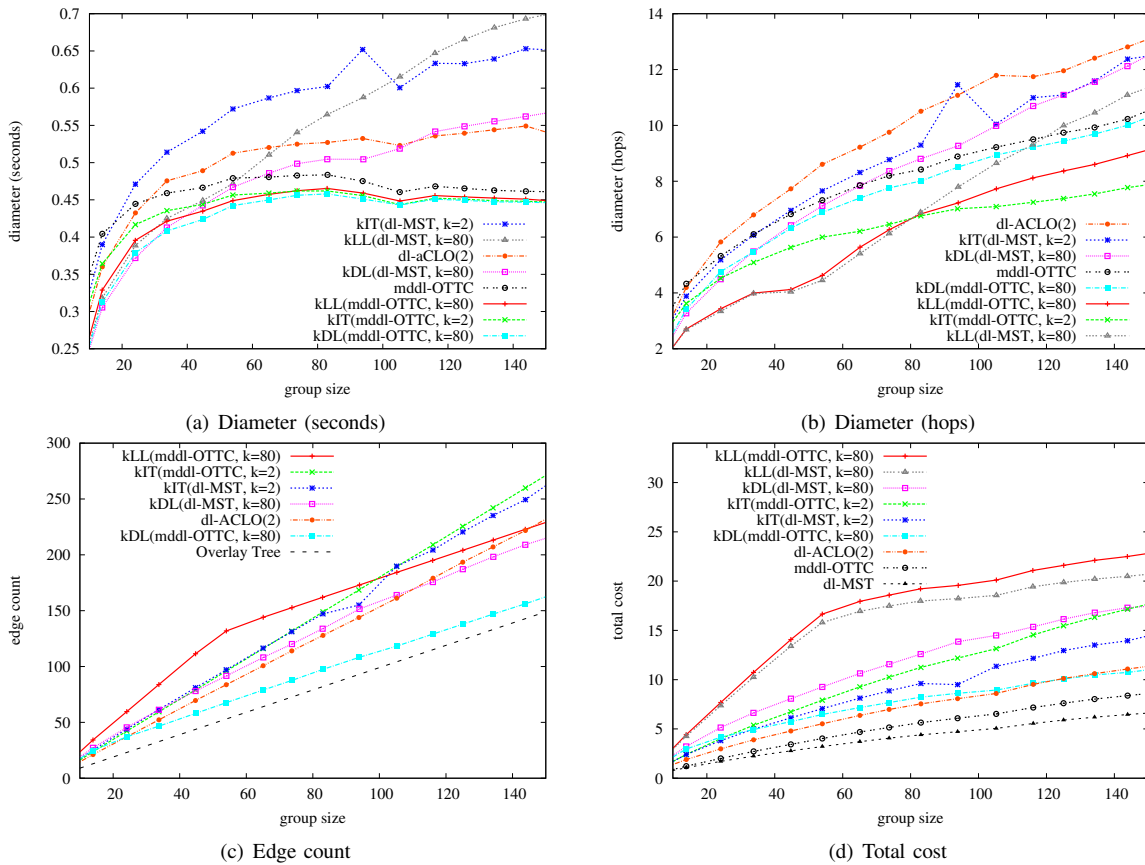 0.7
0.65
0.6
0.55
0.5
0.45
0.4
0.35
0.3
0.25
diameter (seconds)
kIT(dl-MST, k=2)
kLL(dl-MST, k=80)
dl-aCLO(2)
kDL(dl-MST, k=80)
mddl-OTTC
kLL(mddl-OTTC, k=80)
kIT(mddl-OTTC, k=2)
kDL(mddl-OTTC, k=80)
20 40 60 80 100 120 140
group size
(a) Diameter (seconds)
14
12
10
8
6
4
2
diameter (hops)
dl-ACLO(2)
kIT(dl-MST, k=2)
kDL(dl-MST, k=80)
mddl-OTTC
kDL(mddl-OTTC, k=80)
kLL(mddl-OTTC, k=80)
kIT(mddl-OTTC, k=2)
kLL(dl-MST, k=80)
20 40 60 80 100 120 140
group size
(b) Diameter (hops)
300
250
200
150
100
50
0
edge count
kLL(mddl-OTTC, k=80)
kIT(mddl-OTTC, k=2)
kIT(dl-MST, k=2)
kDL(dl-MST, k=80)
dl-ACLO(2)
kDL(mddl-OTTC, k=80)
Overlay Tree
20 40 60 80 100 120 140
group size
(c) Edge count
30
25
20
15
10
5
0
total cost
kLL(mddl-OTTC, k=80)
kLL(dl-MST, k=80)
kDL(dl-MST, k=80)
kIT(mddl-OTTC, k=2)
kIT(dl-MST, k=2)
kDL(mddl-OTTC, k=80)
dl-ACLO(2)
mddl-OTTC
dl-MST
20 40 60 80 100 120 140
group size
(d) Total cost